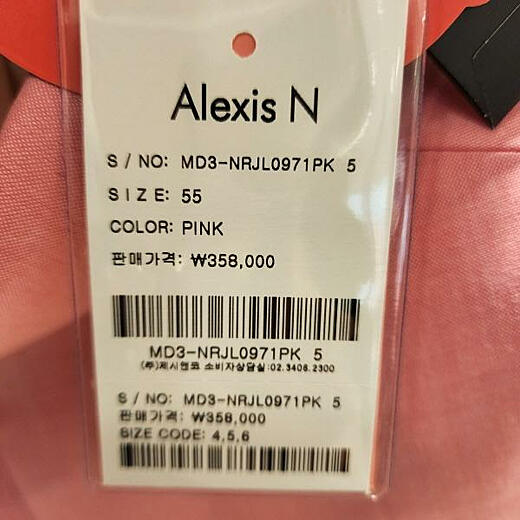 Alexis N
S / NO: MD3-NRJL0971PK 5
SIZE: 55
COLOR: PINK
판매가격: ₩358,000
MD3-NRJL0971PK 5
(주)제시앤코 소비자상담실:02.3408.2300
S / NO: MD3-NRJL0971PK 5
판매가격: ₩358,000
SIZE CODE: 4,5,6